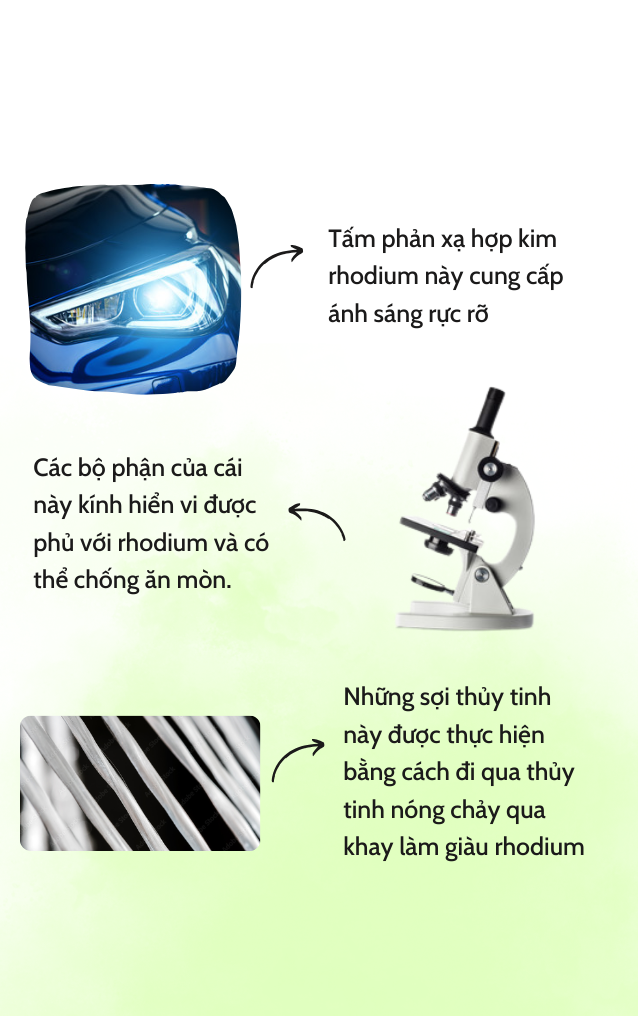 Tấm phản xạ hợp kim
rhodium này cung cấp
ánh sáng rực rỡ
Các bộ phận của cái
này kính hiển vi được
phủ với rhodium và có
thể chống ăn mòn.
Những sợi thủy tinh
này được thực hiện
bằng cách đi qua thủy
tinh nóng chảy qua
khay làm giàu rhodium